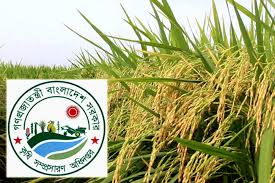 গণপ্রজাতন্ত্রী বাংলাদেশ সরকার
কৃষি সম্প্রসারণ অধিদপ্তর